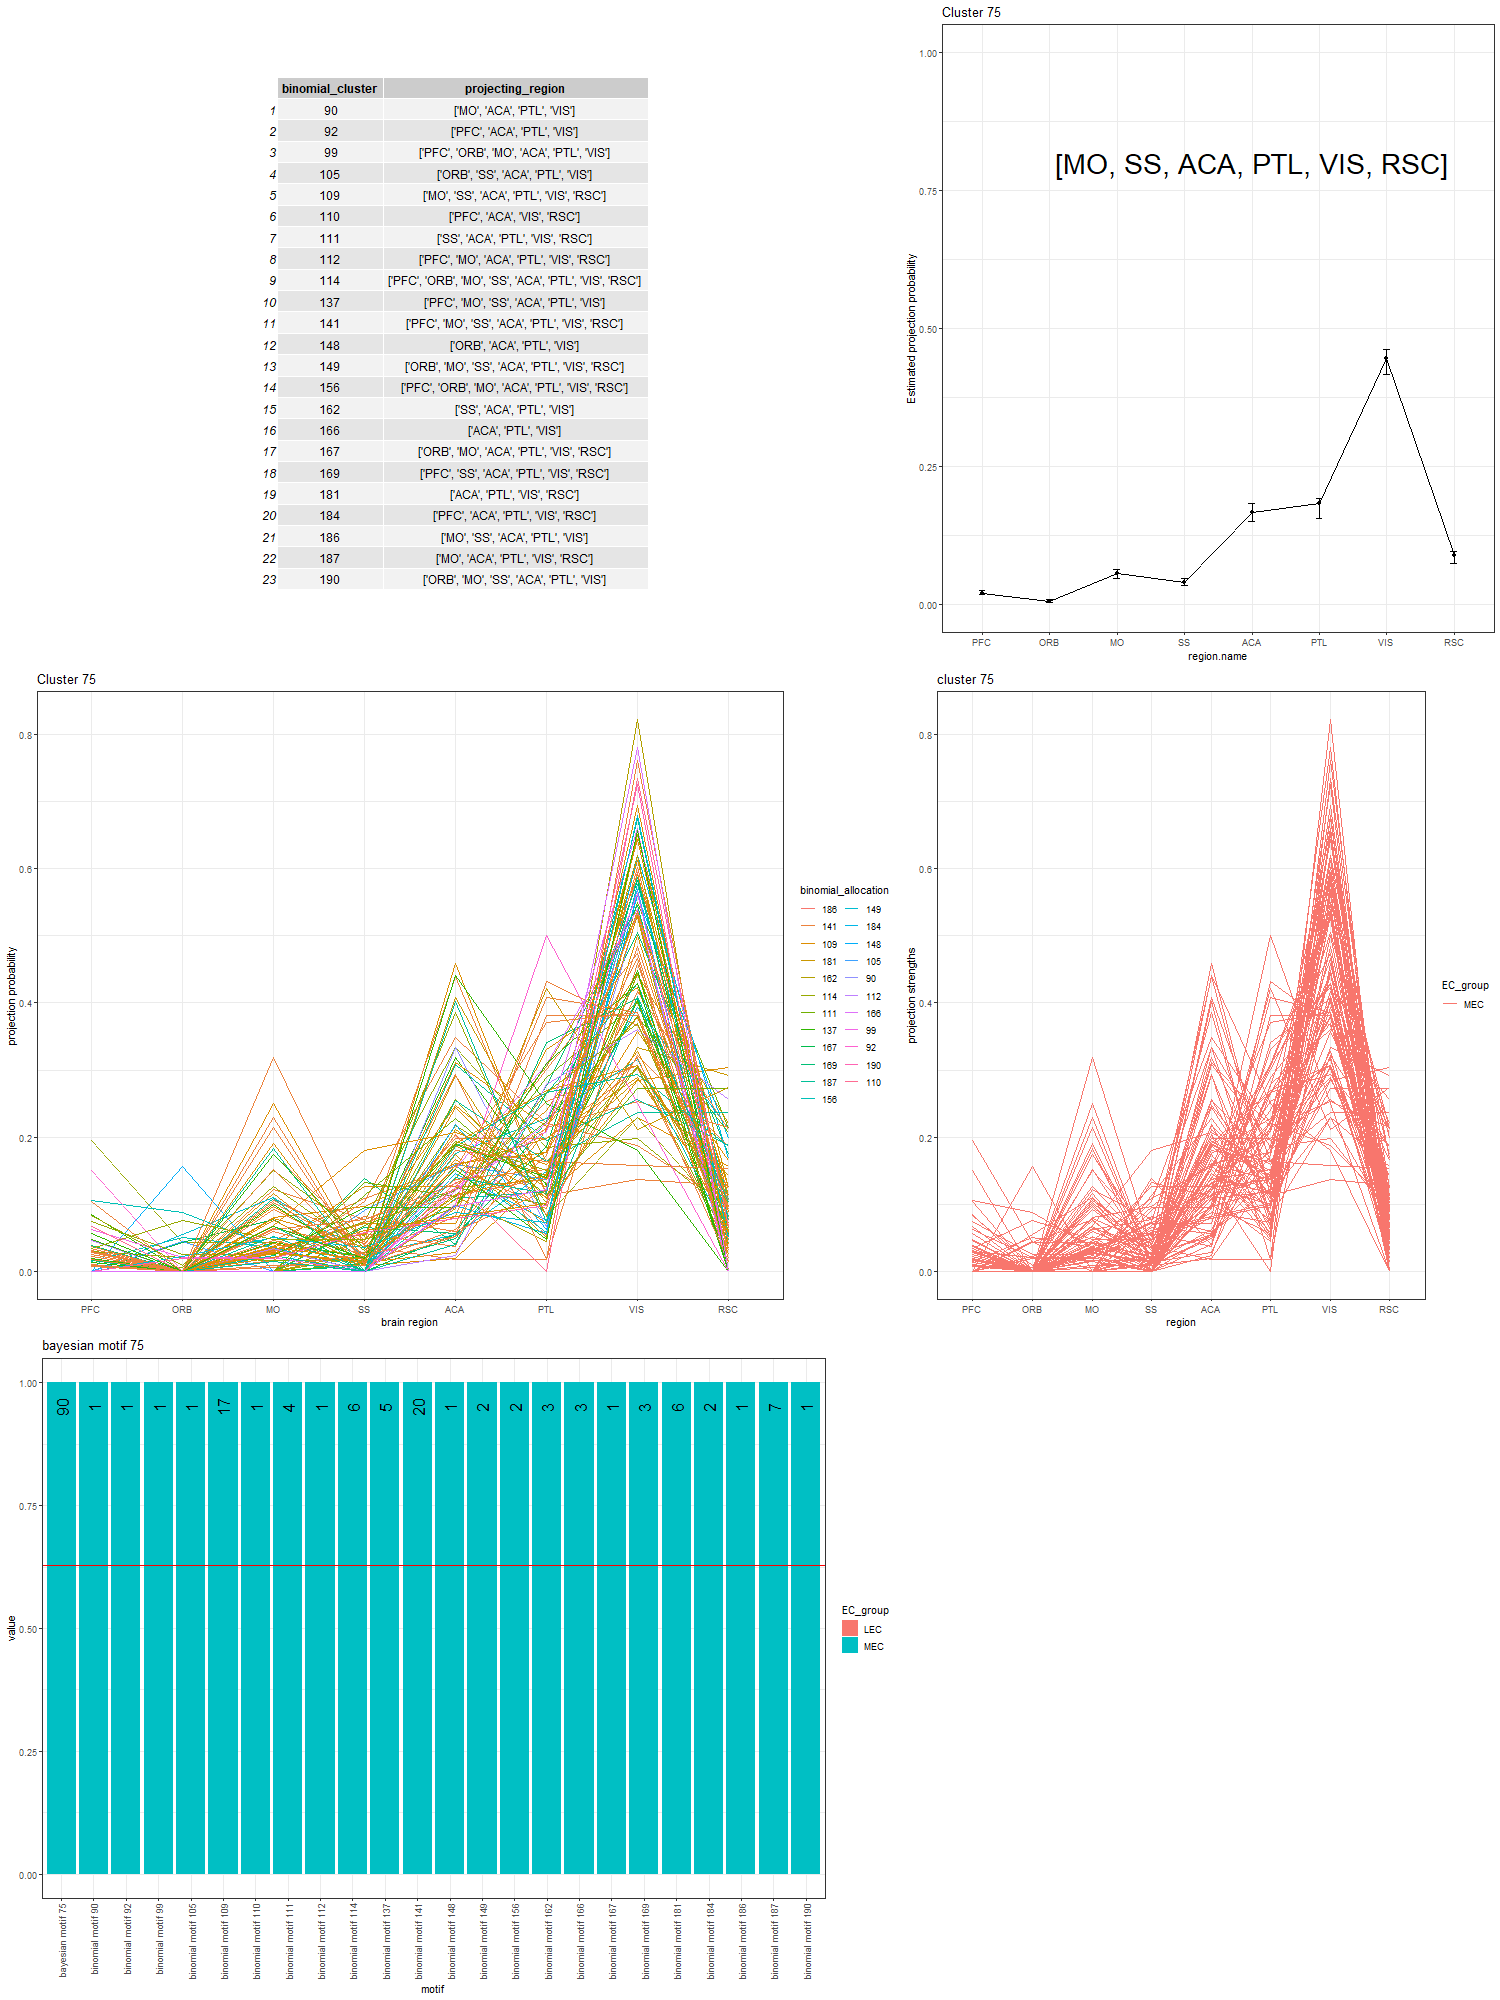 binomial_cluster projecting_region
1 90 ['MO', 'ACA', 'PTL', 'VIS']
2 92 ['PFC', 'ACA', 'PTL', 'VIS']
3 99 ['PFC', 'ORB', 'MO', 'ACA', 'PTL', 'VIS']
4 105 ['ORB', 'SS', 'ACA', 'PTL', 'VIS']
5 109 ['MO', 'SS', 'ACA', 'PTL', 'VIS', 'RSC']
6 110 ['PFC', 'ACA', 'VIS', 'RSC']
7 111 ['SS', 'ACA', 'PTL', 'VIS', 'RSC']
8 112 ['PFC', 'MO', 'ACA', 'PTL', 'VIS', 'RSC']
9 114 ['PFC', 'ORB', 'MO', 'SS', 'ACA', 'PTL', 'VIS', 'RSC']
10 137 ['PFC', 'MO', 'SS', 'ACA', 'PTL', 'VIS']
11 141 ['PFC', 'MO', 'SS', 'ACA', 'PTL', 'VIS', 'RSC']
12 148 ['ORB', 'ACA', 'PTL', 'VIS']
13 149 ['ORB', 'MO', 'SS', 'ACA', 'PTL', 'VIS', 'RSC']
14 156 ['PFC', 'ORB', 'MO', 'ACA', 'PTL', 'VIS', 'RSC']
15 162 ['SS', 'ACA', 'PTL', 'VIS']
16 166 ['ACA', 'PTL', 'VIS']
17 167 ['ORB', 'MO', 'ACA', 'PTL', 'VIS', 'RSC']
18 169 ['PFC', 'SS', 'ACA', 'PTL', 'VIS', 'RSC']
19 181 ['ACA', 'PTL', 'VIS', 'RSC']
20 184 ['PFC', 'ACA', 'PTL', 'VIS', 'RSC']
21 186 ['MO', 'SS', 'ACA', 'PTL', 'VIS']
22 187 ['MO', 'ACA', 'PTL', 'VIS', 'RSC']
23 190 ['ORB', 'MO', 'SS', 'ACA', 'PTL', 'VIS']
Cluster 75
[MO, SS, ACA, PTL, VIS, RSC]
Estimated projection probability
1.00
0.75
0.50
0.25
0.00
PFC ORB MO SS ACA PTL VIS RSC
region.name
Cluster 75
projection probability
0.8
0.6
0.4
0.2
0.0
PFC ORB MO SS ACA PTL VIS RSC
brain region
binomial_allocation
186 149
141 184
109 148
181 105
162 90
114 112
111 166
137 99
167 92
169 190
187 110
156
cluster 75
projection strengths
0.8
0.6
0.4
0.2
0.0
PFC ORB MO SS ACA PTL VIS RSC
region
EC_group
MEC
bayesian motif 75
value
1.00
0.75
0.50
0.25
0.00
90 1 1 1 1 17 1 4 1 6 5 20 1 2 2 3 3 1 3 6 2 1 7 1
bayesian motif 75
binomial motif 90
binomial motif 92
binomial motif 99
binomial motif 105
binomial motif 109
binomial motif 110
binomial motif 111
binomial motif 112
binomial motif 114
binomial motif 137
binomial motif 141
binomial motif 148
binomial motif 149
binomial motif 156
binomial motif 162
binomial motif 166
binomial motif 167
binomial motif 169
binomial motif 181
binomial motif 184
binomial motif 186
binomial motif 187
binomial motif 190
motif
EC_group
LEC
MEC